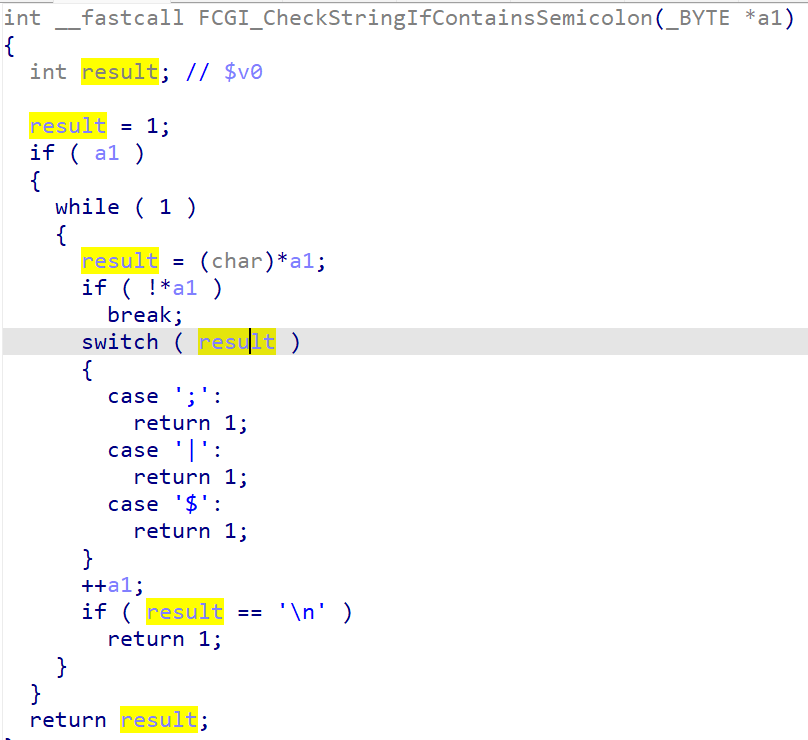 int __fastcall FCGI_CheckStringIfContainsSemicolon(_BYTE *a1)
{
  int result; // $v0

  result = 1;
  if ( a1 )
  {
    while ( 1 )
    {
      result = (char)*a1;
      if ( !*a1 )
        break;
      switch ( result )
      {
        case ';':
          return 1;
        case '|':
          return 1;
        case '$':
          return 1;
      }
      ++a1;
      if ( result == '\n' )
        return 1;
    }
  }
  return result;